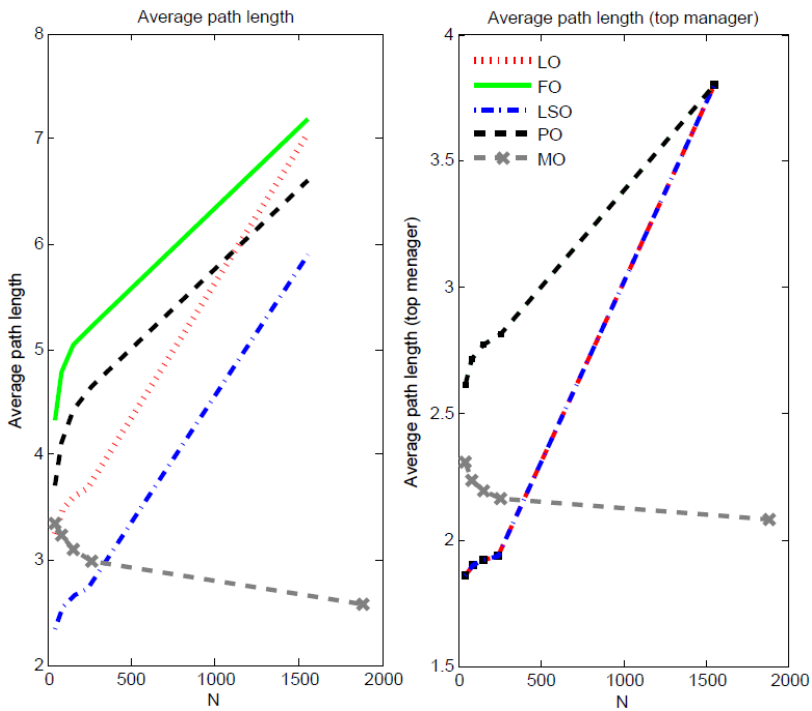 Average path length
Average path length
8
7
6
5
4
3
2
0
500
1000
1500
2000
N
Average path length (top manager)
Average path length (top menager)
4
3.5
3
2.5
2
1.5
0
500
1000
1500
2000
N
LO
FO
LSO
PO
MO